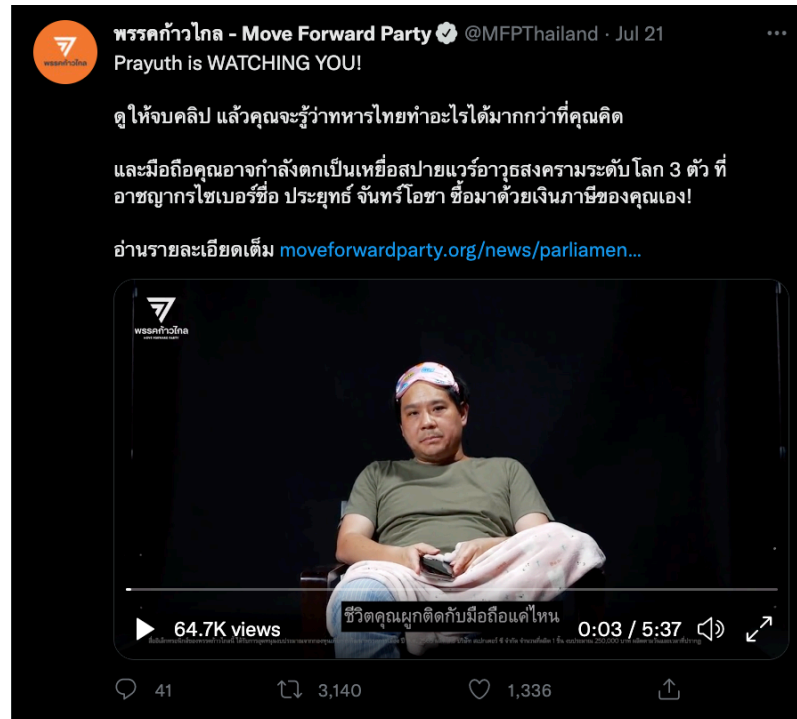 พรรคก้าวไกล - Move Forward Party @MFPThailand · Jul 21
Prayuth is WATCHING YOU!
ดูให้จบคลิป แล้วคุณจะรู้ว่าทหารไทยทำอะไรได้มากกว่าที่คุณคิด
และมือถือคุณอาจกำลังตกเป็นเหยื่อสปายแวร์อาวุธสงครามระดับโลก 3 ตัว ที่
อาชญากรไซเบอร์ชื่อ ประยุทธ์ จันทร์โอชา ซื้อมาด้วยเงินภาษีของคุณเอง!
อ่านรายละเอียดเต็ม moveforwardparty.org/news/parliamen...
พรรคก้าวไกล
MOVE FORWARD PARTY
ชีวิตคุณผูกติดกับมือถือแค่ไหน
64.7K views
0:03 / 5:37
41
3,140
1,336